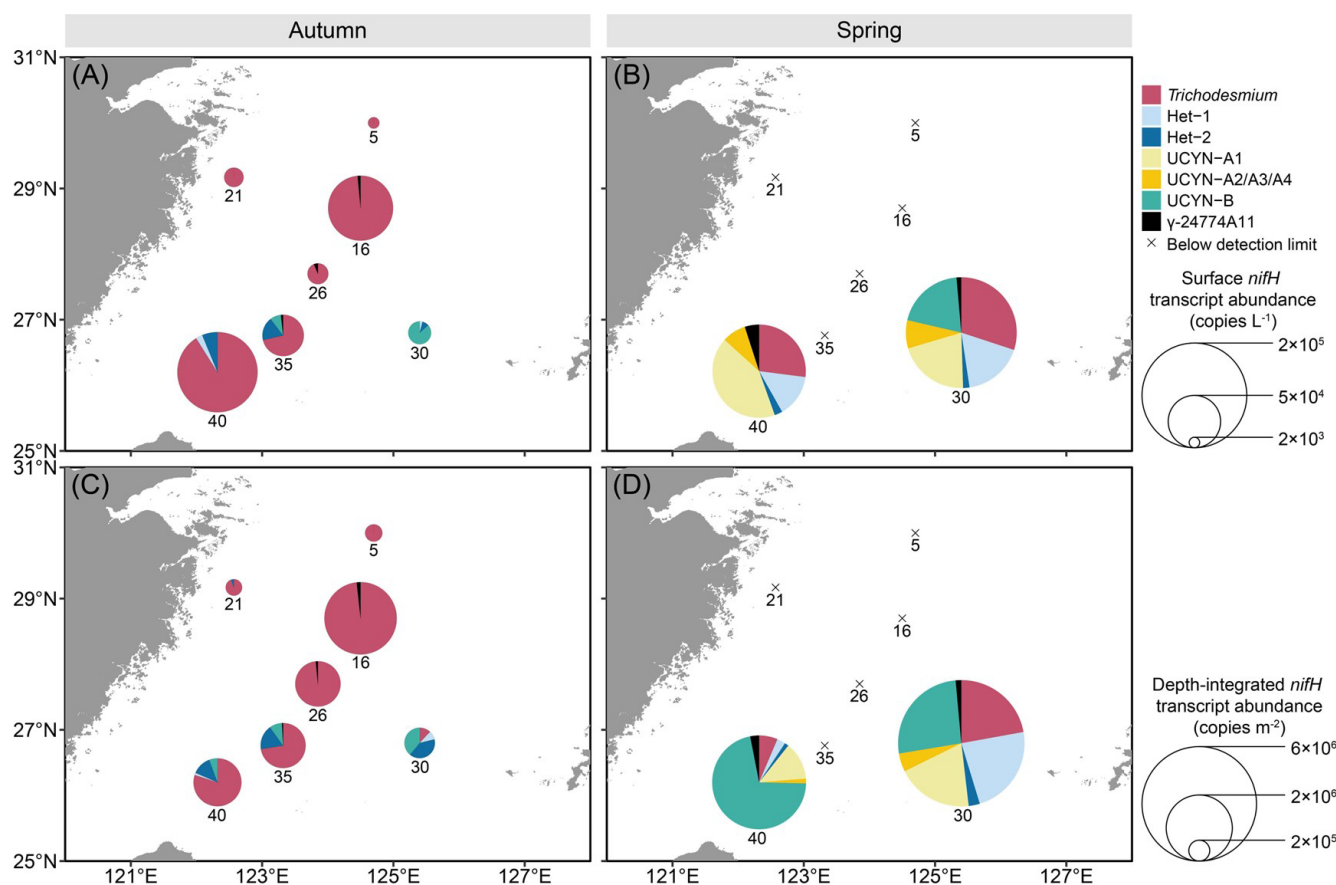 Autumn
Spring
31°N
29°N
27°N
25°N
(A)
5
21
16
26
35
30
40
(B)
5
21
16
26
35
30
40
Trichodesmium
Het−1
Het−2
UCYN−A1
UCYN−A2/A3/A4
UCYN−B
γ-24774A11
× Below detection limit
Surface nifH
transcript abundance
(copies L⁻¹)
2×10⁵
5×10⁴
2×10³
31°N
29°N
27°N
25°N
(C)
5
21
16
26
35
30
40
(D)
5
21
16
26
35
30
40
Depth-integrated nifH
transcript abundance
(copies m⁻²)
6×10⁶
2×10⁶
2×10⁵
121°E 123°E 125°E 127°E
121°E 123°E 125°E 127°E